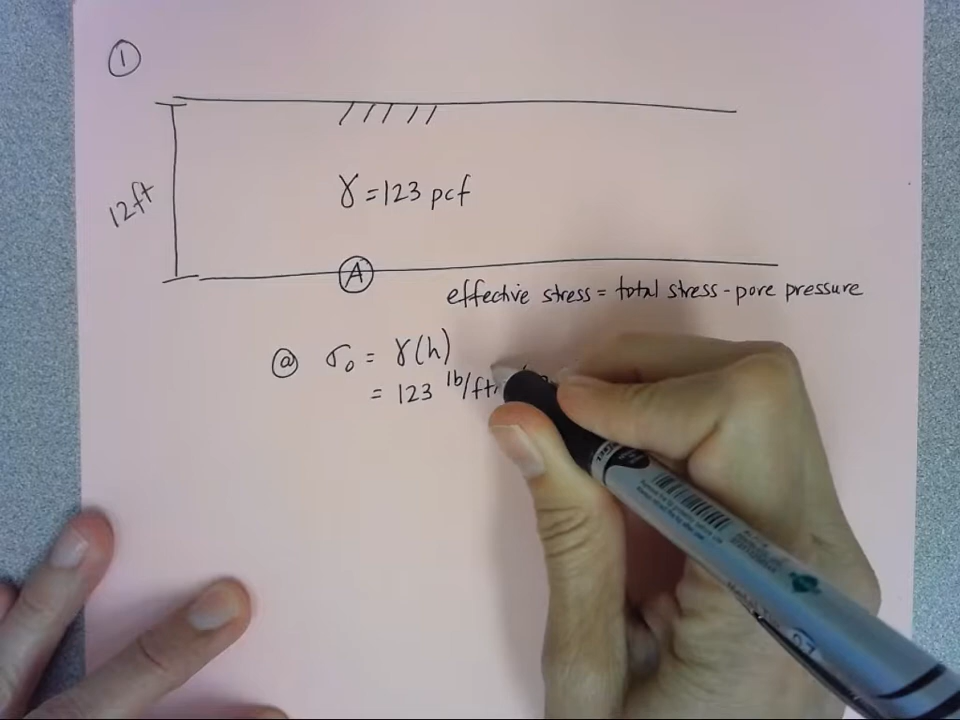 ①
12ft
γ = 123 pcf
Ⓐ
effective stress = total stress - pore pressure
ⓐ σ₀ = γ(h)
= 123 lb/ft